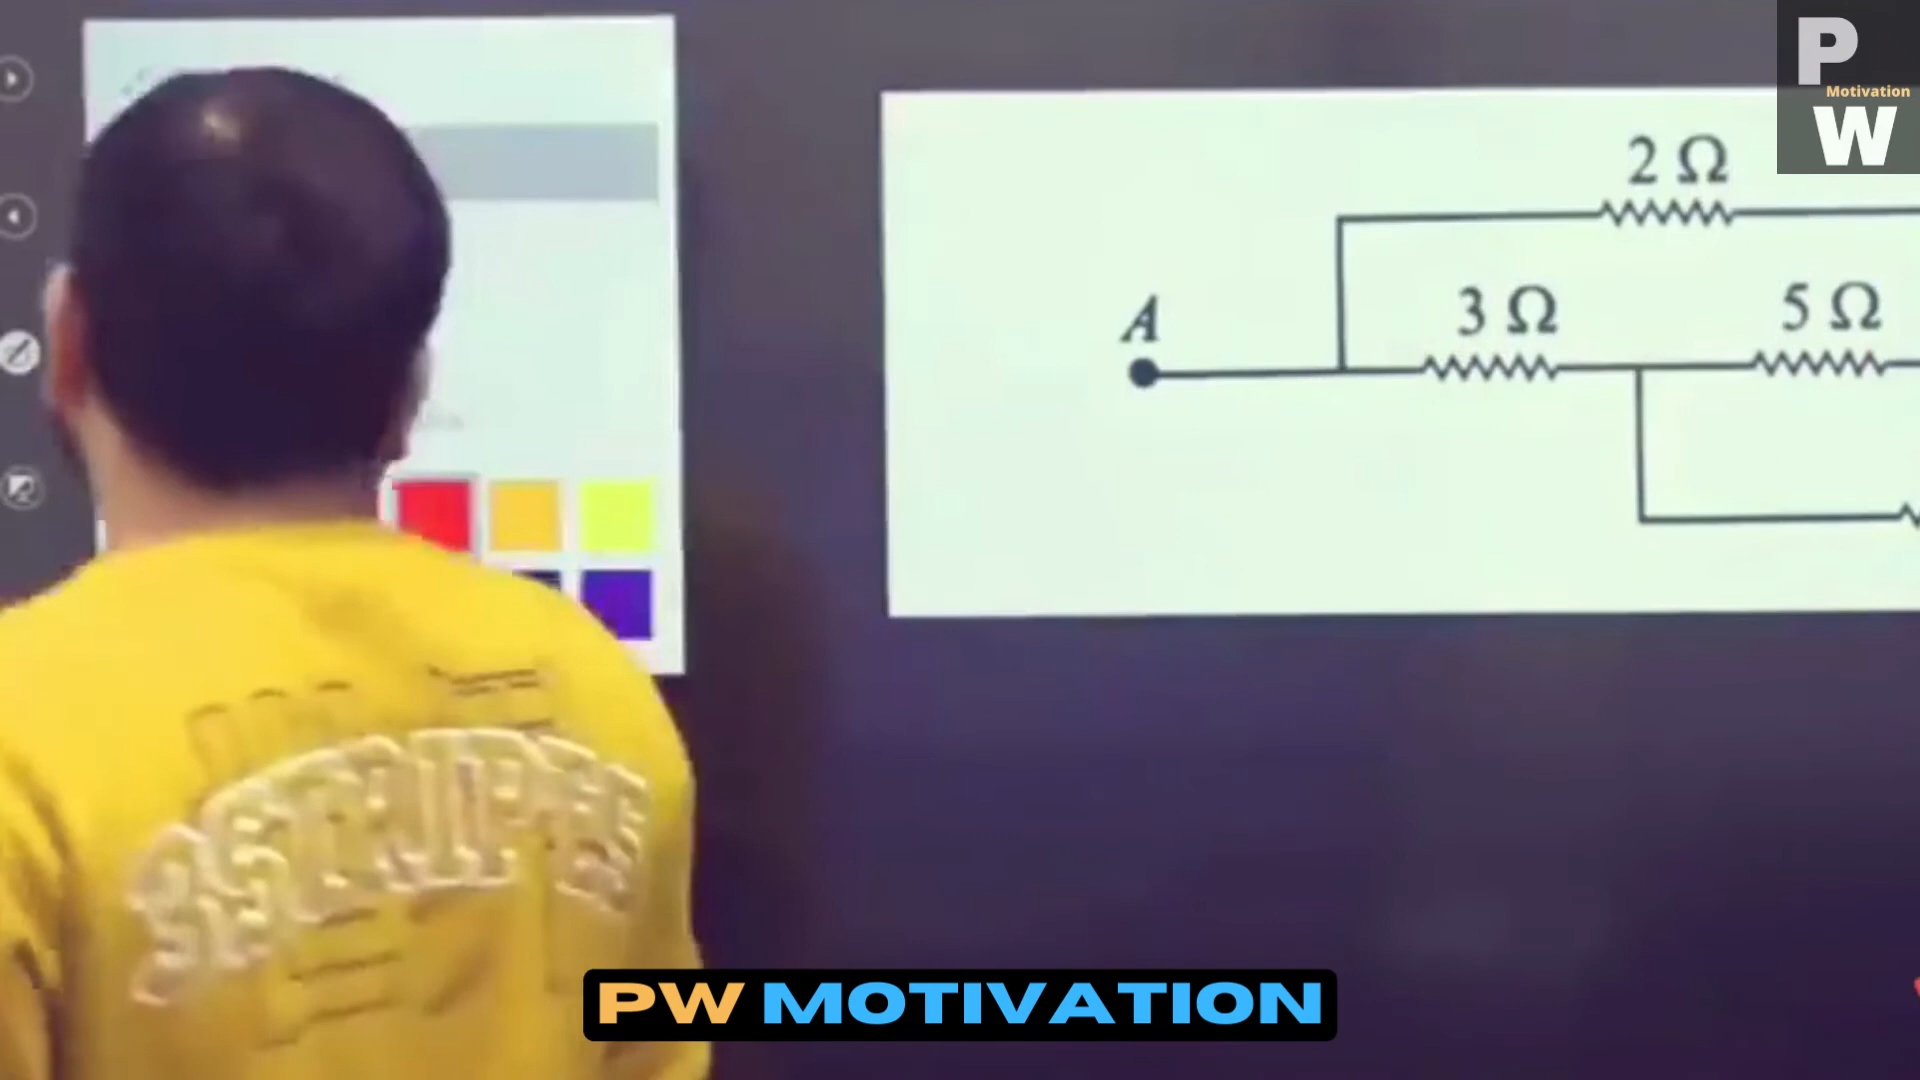 P
Motivation
W
2 Ω
3 Ω
5 Ω
A
PW MOTIVATION